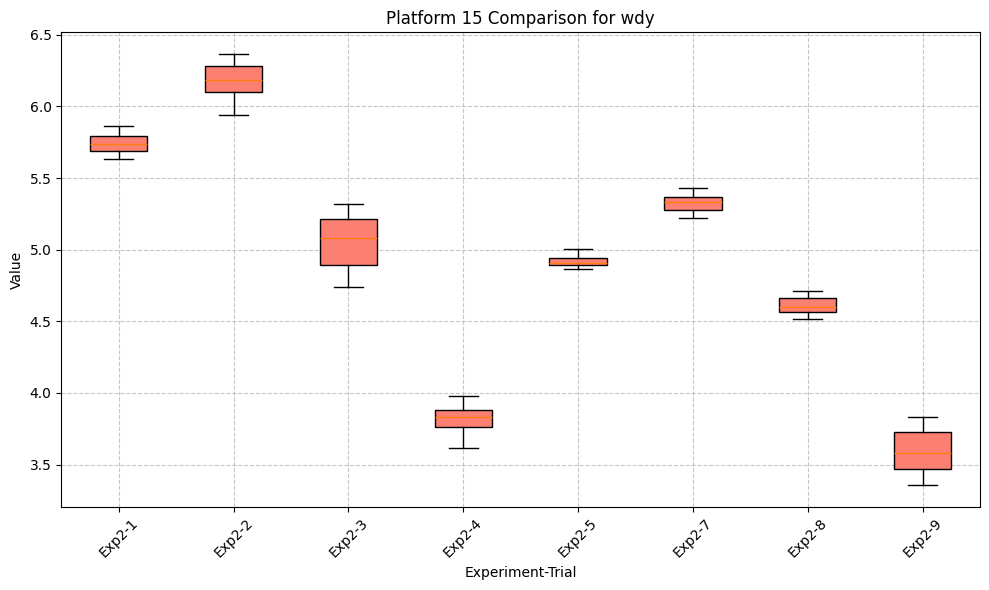 Platform 15 Comparison for wdy
Value
6.5
6.0
5.5
5.0
4.5
4.0
3.5
Exp2-1
Exp2-2
Exp2-3
Exp2-4
Exp2-5
Exp2-7
Exp2-8
Exp2-9
Experiment-Trial